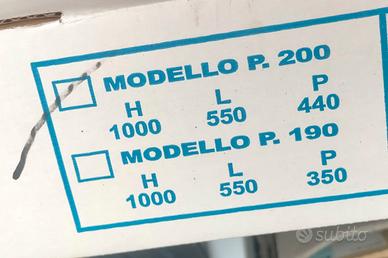 MODELLO P. 200
H L P
1000 550 440
MODELLO P. 190
H L P
1000 550 350
subito